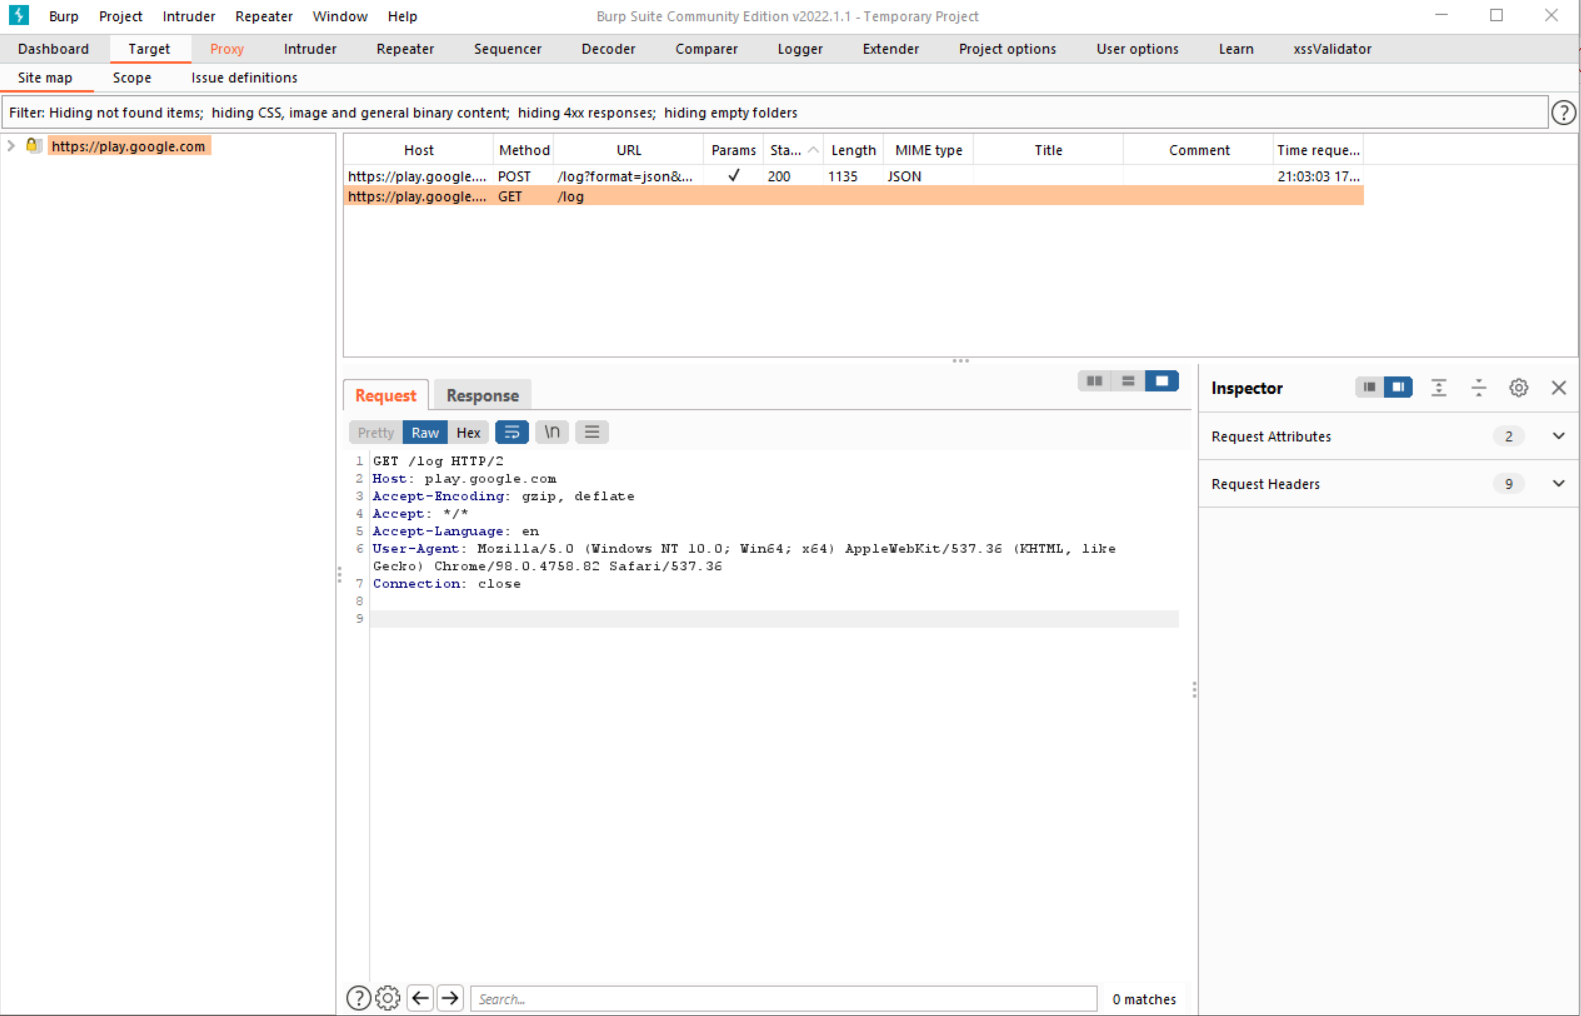 Burp Project Intruder Repeater Window Help Burp Suite Community Edition v2022.1.1 - Temporary Project
Dashboard Target Proxy Intruder Repeater Sequencer Decoder Comparer Logger Extender Project options User options Learn xssValidator
Site map Scope Issue definitions
Filter: Hiding not found items; hiding CSS, image and general binary content; hiding 4xx responses; hiding empty folders ?
https://play.google.com
Host Method URL Params Sta... Length MIME type Title Comment Time reque...
https://play.google.... POST /log?format=json&... ✓ 200 1135 JSON 21:03:03 17...
https://play.google.... GET /log
Request Response
Pretty Raw Hex \n
1 GET /log HTTP/2
2 Host: play.google.com
3 Accept-Encoding: gzip, deflate
4 Accept: */*
5 Accept-Language: en
6 User-Agent: Mozilla/5.0 (Windows NT 10.0; Win64; x64) AppleWebKit/537.36 (KHTML, like
Gecko) Chrome/98.0.4758.82 Safari/537.36
7 Connection: close
8
9
Inspector
Request Attributes 2
Request Headers 9
? Search... 0 matches